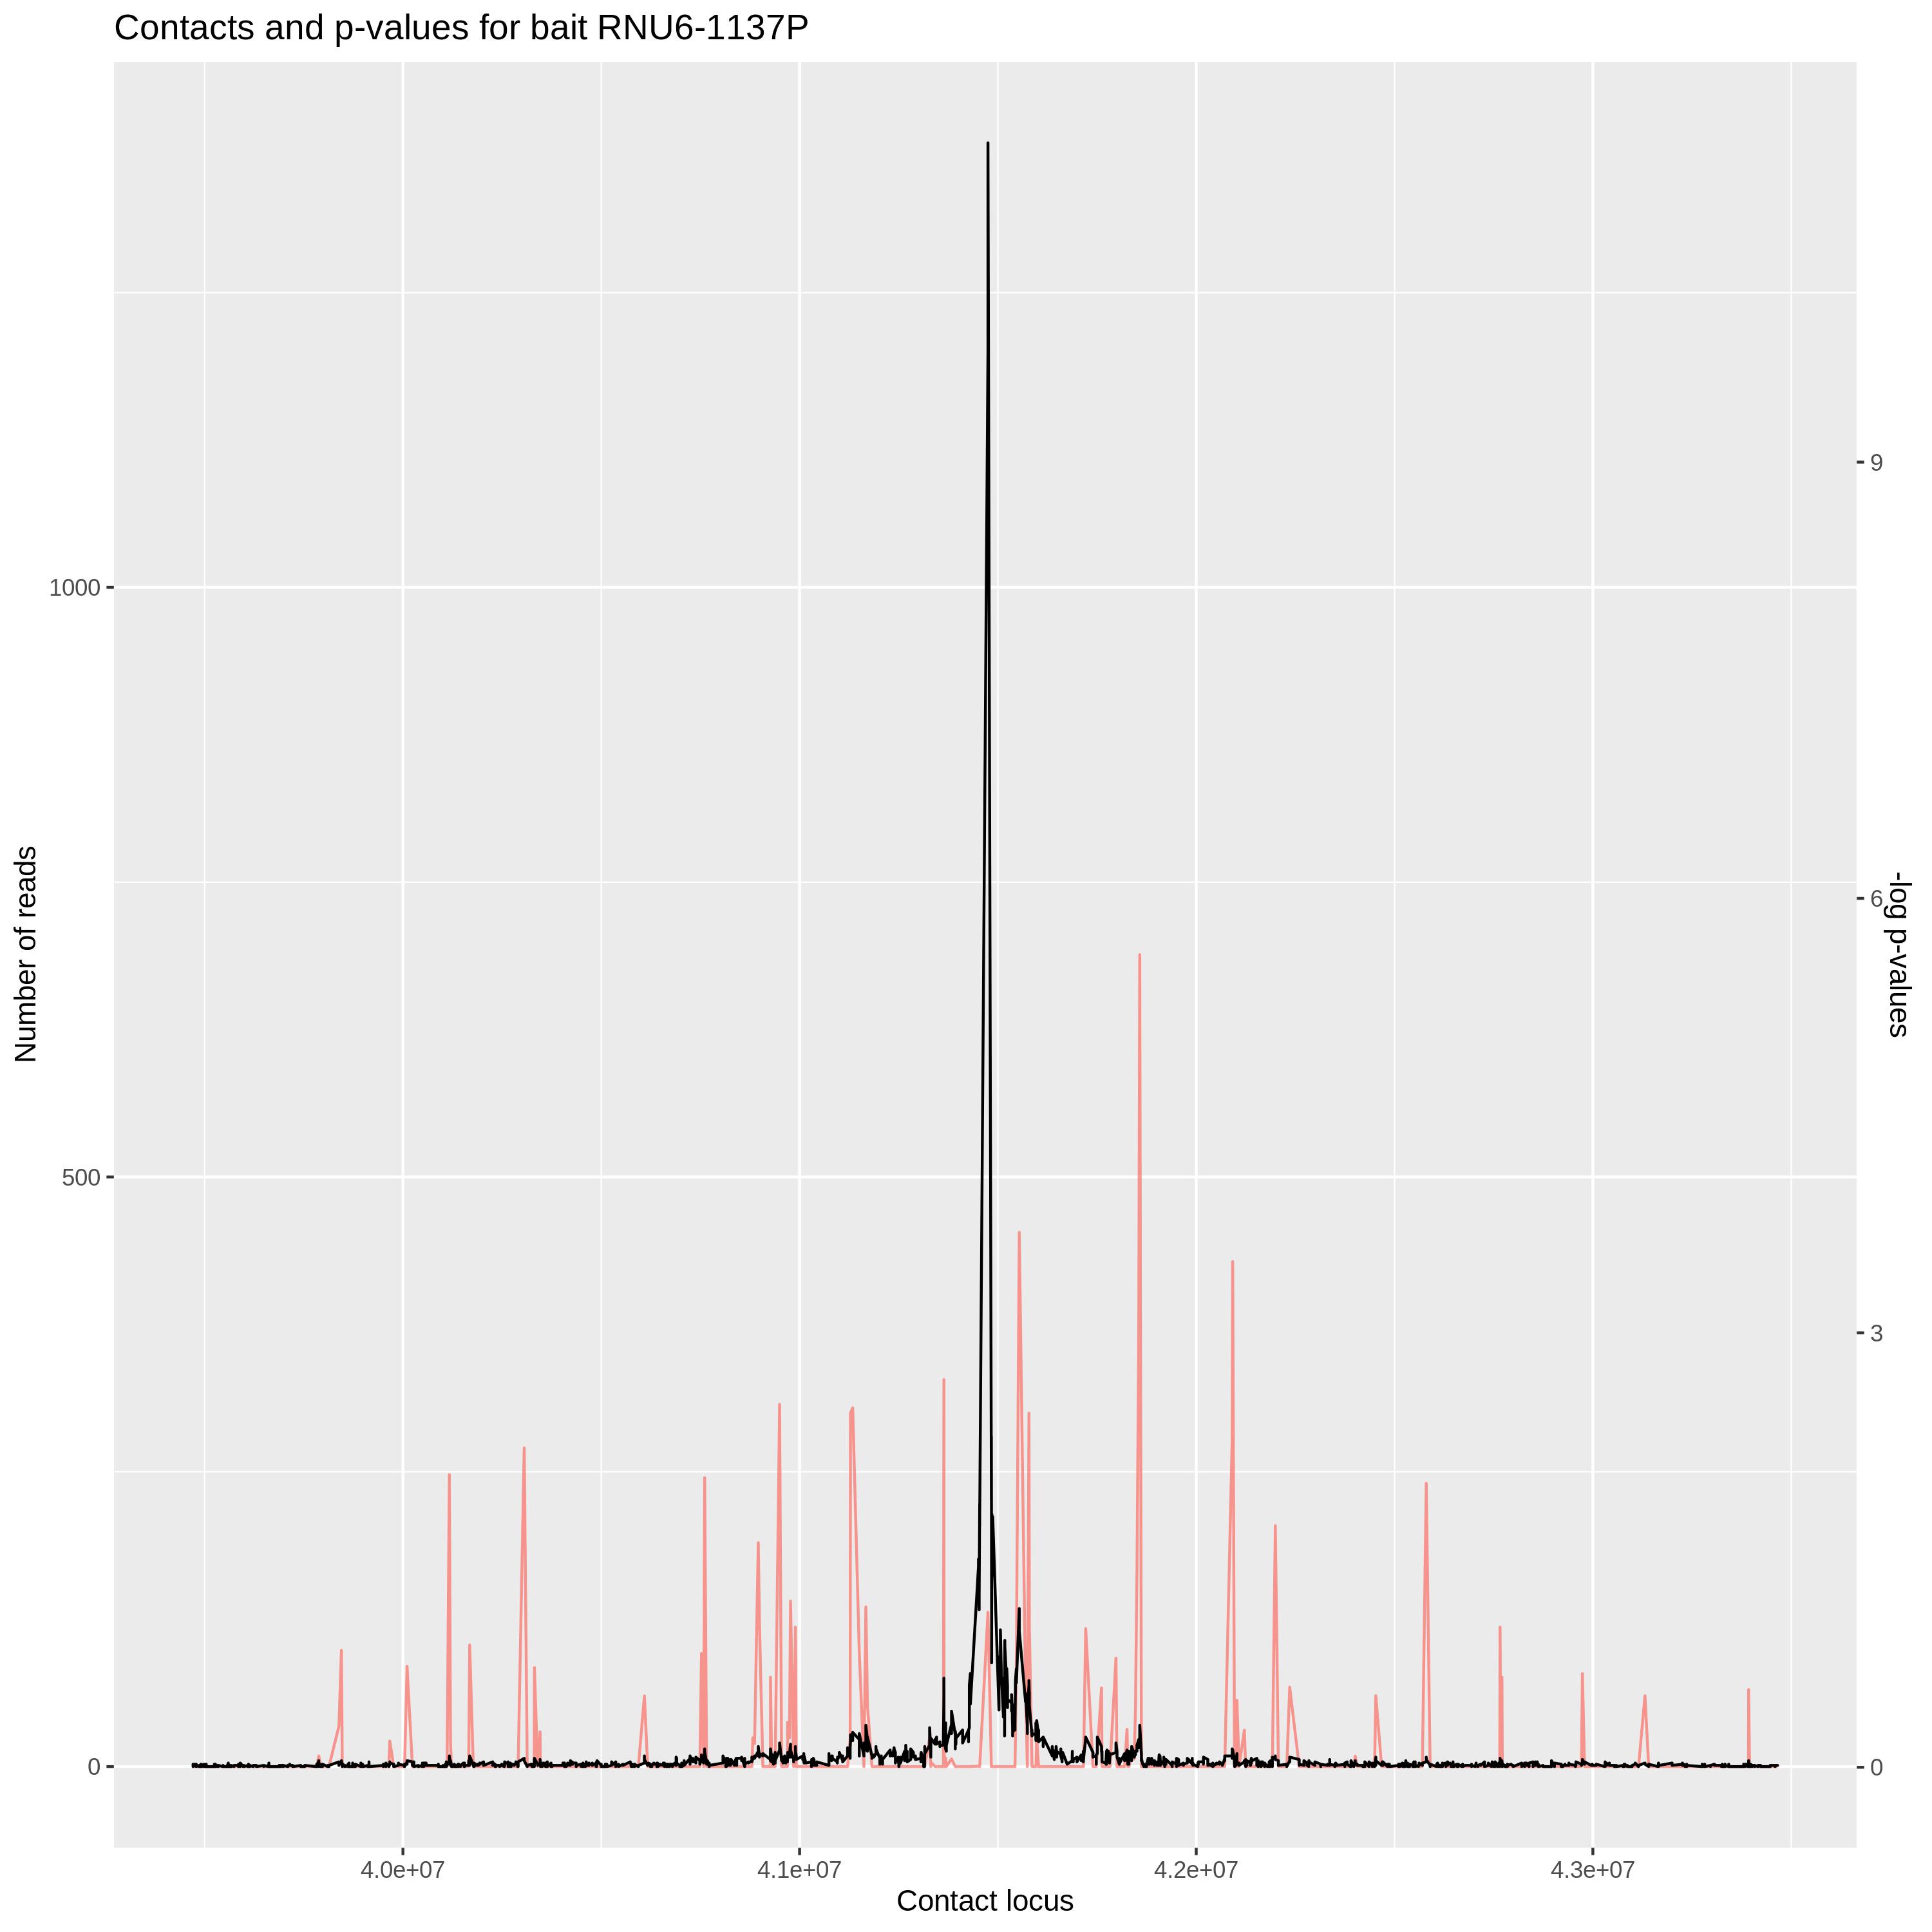 Contacts and p-values for bait RNU6-1137P
Number of reads
1000
500
0
9
6
3
0
-log p-values
4.0e+07
4.1e+07
4.2e+07
4.3e+07
Contact locus